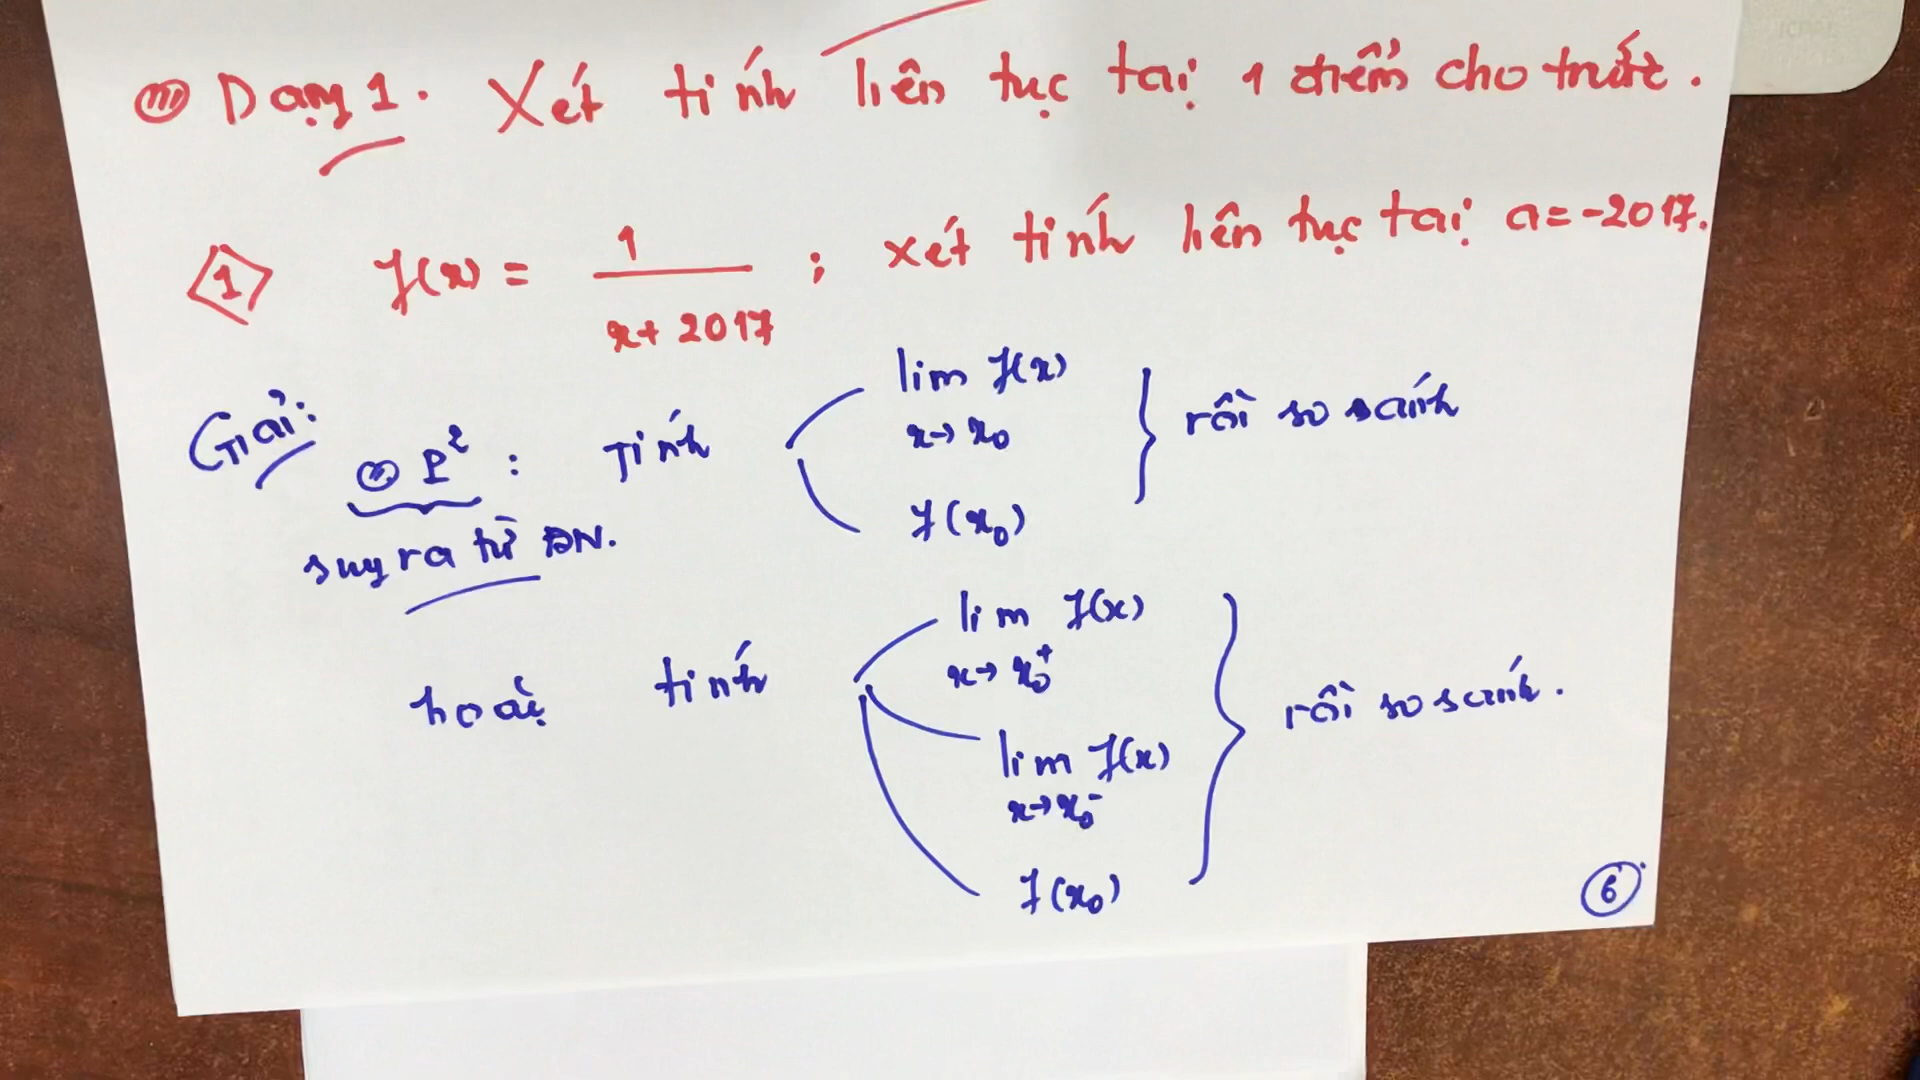 Dạng 1. Xét tính liên tục tại 1 điểm cho trước.
1 f(x) = 1 / x + 2017 ; xét tính liên tục tại a = -2017.
Giải:
P² : Tính lim f(x) x→x₀
f(x₀)
} rồi so sánh
suy ra từ ĐN.
hoặc tính lim f(x) x→x₀⁺
lim f(x) x→x₀⁻
f(x₀)
} rồi so sánh.
6